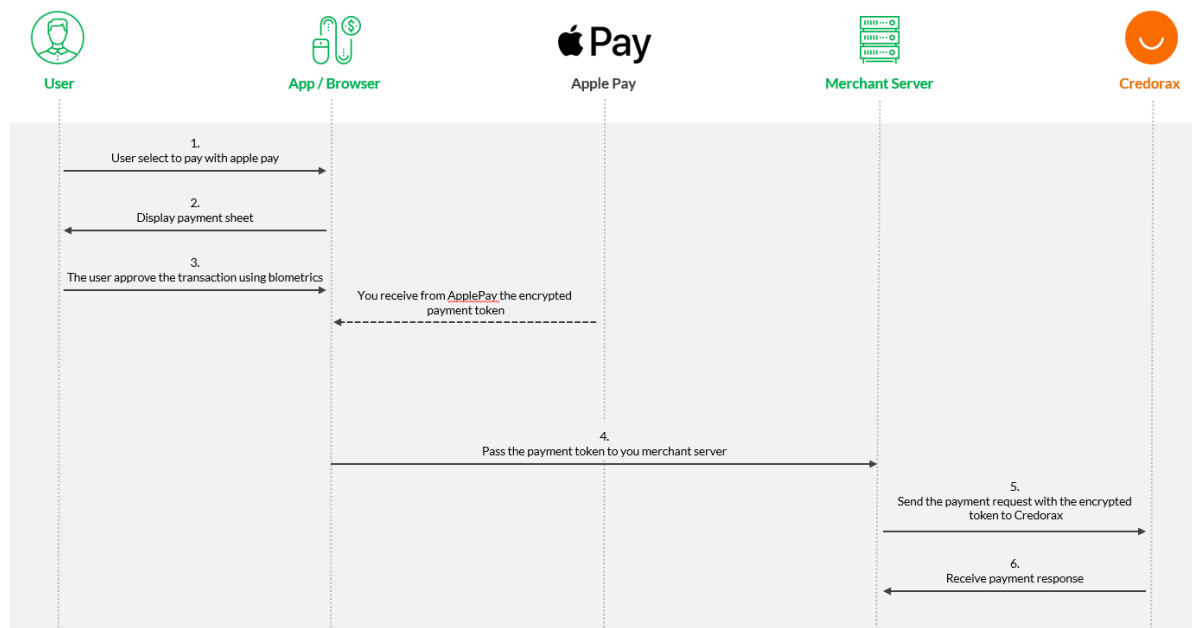 Pay
User
App / Browser
Apple Pay
Merchant Server
Credorax
1.
User select to pay with apple pay
2.
Display payment sheet
3.
The user approve the transaction using biometrics
You receive from ApplePay the encrypted
payment token
4.
Pass the payment token to you merchant server
5.
Send the payment request with the encrypted
token to Credorax
6.
Receive payment response